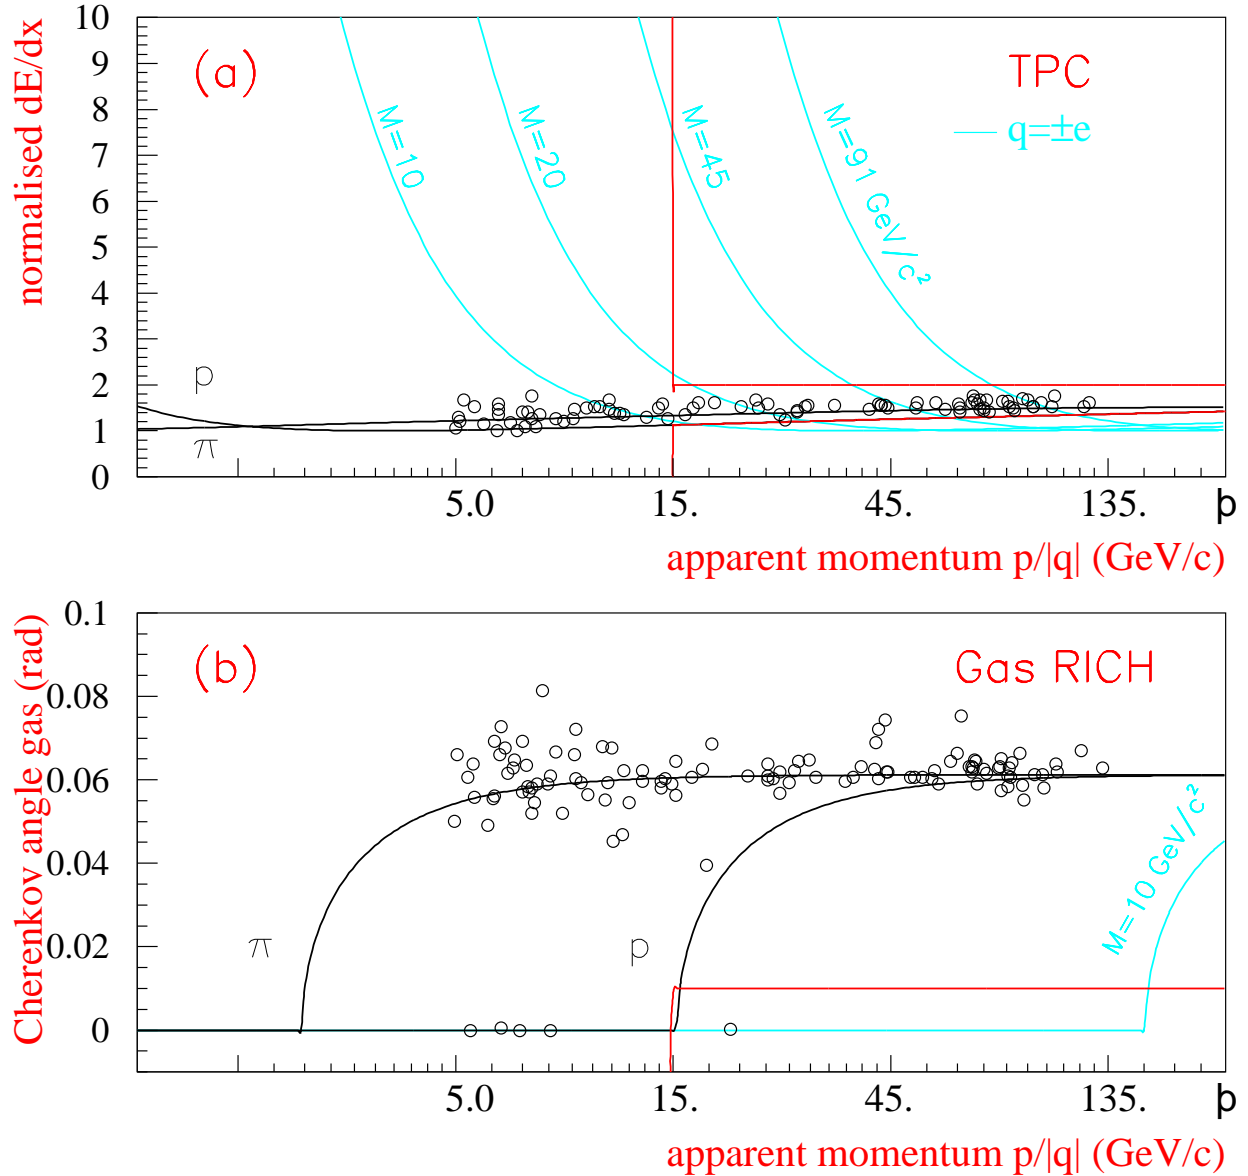 normalised dE/dx
10
9
8
7
6
5
4
3
2
1
0
(a)
TPC
q=±e
M=10
M=20
M=45
M=91 GeV/c²
p
π
5.0
15.
45.
135.
p
apparent momentum p/|q| (GeV/c)
Cherenkov angle gas (rad)
0.1
0.08
0.06
0.04
0.02
0
(b)
Gas RICH
π
p
M=10 GeV/c²
5.0
15.
45.
135.
p
apparent momentum p/|q| (GeV/c)